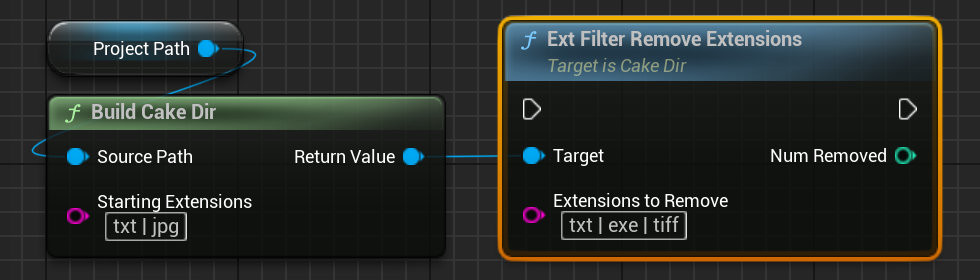 Project Path
f Build Cake Dir
Source Path
Return Value
Starting Extensions
txt | jpg
f Ext Filter Remove Extensions
Target is Cake Dir
Target
Num Removed
Extensions to Remove
txt | exe | tiff